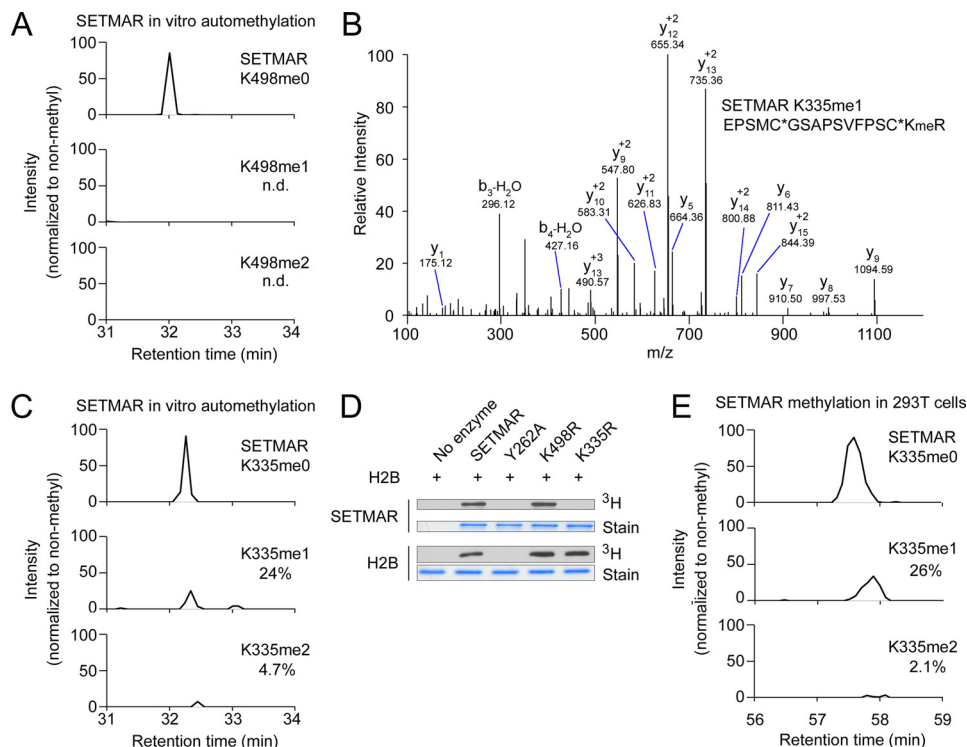 A
SETMAR in vitro automethylation
Intensity
(normalized to non-methyl)
100
50
0
SETMAR
K498me0
100
50
0
K498me1
n.d.
100
50
0
K498me2
n.d.
31 32 33 34
Retention time (min)
B
Relative Intensity
100
80
60
40
20
0
y12+2
655.34
y13+2
735.36
SETMAR K335me1
EPSMC*GSAPSVFPSC*KmeR
y9+2
547.80
b3-H2O
296.12
y10+2
583.31
y11+2
626.83
y5
664.36
y14+2
800.88
y6
811.43
y15+2
844.39
b4-H2O
427.16
y1
175.12
y13+3
490.57
y7
910.50
y8
997.53
y9
1094.59
100 300 500 700 900 1100
m/z
C
SETMAR in vitro automethylation
Intensity
(normalized to non-methyl)
100
50
0
SETMAR
K335me0
100
50
0
K335me1
24%
100
50
0
K335me2
4.7%
31 32 33 34
Retention time (min)
D
No enzyme
SETMAR
Y262A
K498R
K335R
H2B + + + + +
SETMAR
3H
Stain
H2B
3H
Stain
E
SETMAR methylation in 293T cells
Intensity
(normalized to non-methyl)
100
50
0
SETMAR
K335me0
100
50
0
K335me1
26%
100
50
0
K335me2
2.1%
56 57 58 59
Retention time (min)